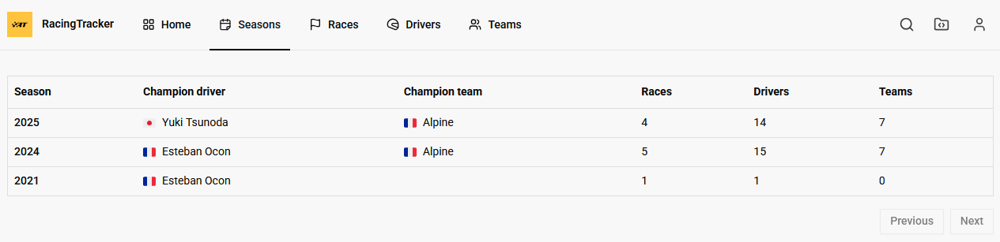 RacingTracker Home Seasons Races Drivers Teams
Season Champion driver Champion team Races Drivers Teams
2025 Yuki Tsunoda Alpine 4 14 7
2024 Esteban Ocon Alpine 5 15 7
2021 Esteban Ocon 1 1 0
Previous Next